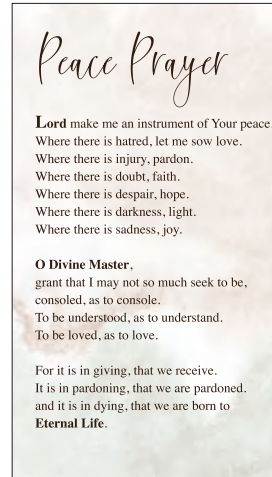 Peace Prayer
Lord make me an instrument of Your peace.
Where there is hatred, let me sow love.
Where there is injury, pardon.
Where there is doubt, faith.
Where there is despair, hope.
Where there is darkness, light.
Where there is sadness, joy.
O Divine Master,
grant that I may not so much seek to be,
consoled, as to console.
To be understood, as to understand.
To be loved, as to love.
For it is in giving, that we receive.
It is in pardoning, that we are pardoned.
and it is in dying, that we are born to
Eternal Life.